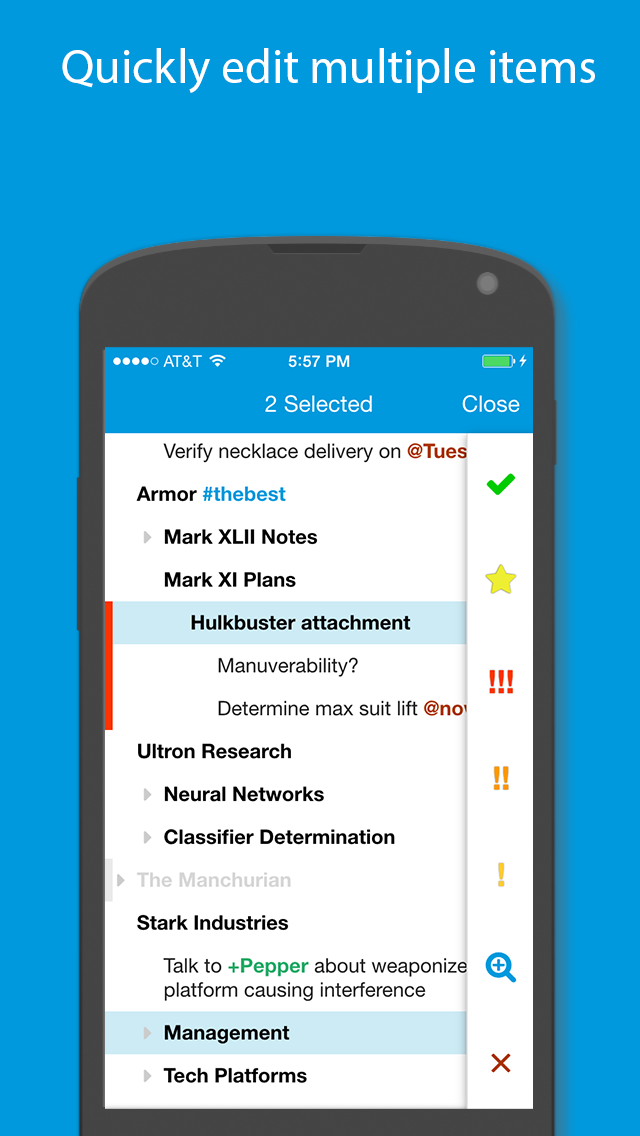 Quickly edit multiple items
AT&T 5:57 PM
2 Selected Close
Verify necklace delivery on @Tues
Armor #thebest
Mark XLII Notes
Mark XI Plans
Hulkbuster attachment
Manuverability?
Determine max suit lift @nov
Ultron Research
Neural Networks
Classifier Determination
The Manchurian
Stark Industries
Talk to +Pepper about weaponize
platform causing interference
Management
Tech Platforms